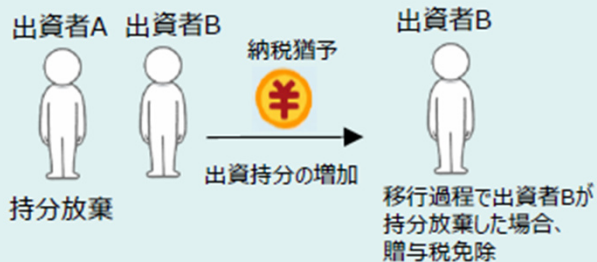 出資者A
出資者B
持分放棄
納税猶予
¥
出資持分の増加
出資者B
移行過程で出資者Bが
持分放棄した場合、
贈与税免除